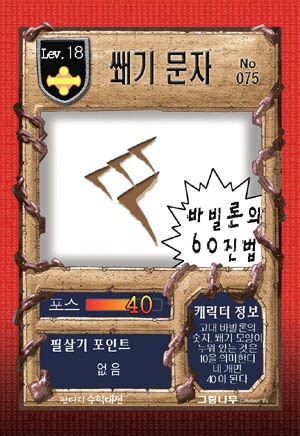 Lev.18
쐐기 문자
No
075
바빌론의
60진법
포스 40
필살기 포인트
없음
캐릭터 정보
고대 바빌론의
숫자. 쐐기 모양이
누워 있는 것은
10을 의미한다
네 개면
40이 된다
판타지 수학대전
그림나무